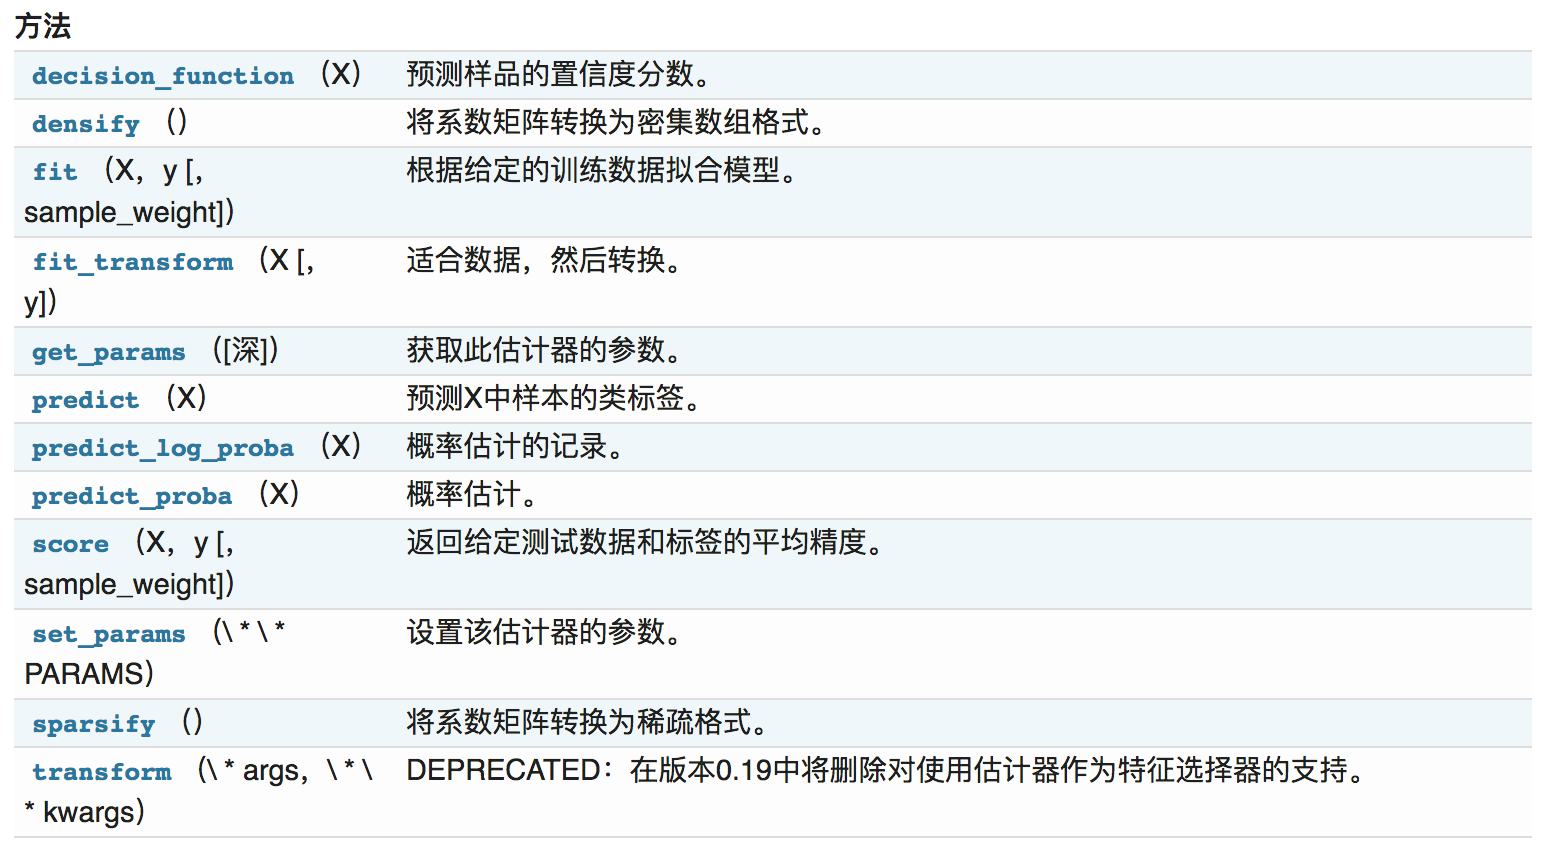 方法
decision_function （X） 预测样品的置信度分数。
densify （） 将系数矩阵转换为密集数组格式。
fit （X，y [， 根据给定的训练数据拟合模型。
sample_weight]）
fit_transform （X [， 适合数据，然后转换。
y]）
get_params （[深]） 获取此估计器的参数。
predict （X） 预测X中样本的类标签。
predict_log_proba （X） 概率估计的记录。
predict_proba （X） 概率估计。
score （X，y [， 返回给定测试数据和标签的平均精度。
sample_weight]）
set_params （\ * \ * 设置该估计器的参数。
PARAMS）
sparsify （） 将系数矩阵转换为稀疏格式。
transform （\ * args，\ * \ DEPRECATED：在版本0.19中将删除对使用估计器作为特征选择器的支持。
* kwargs）